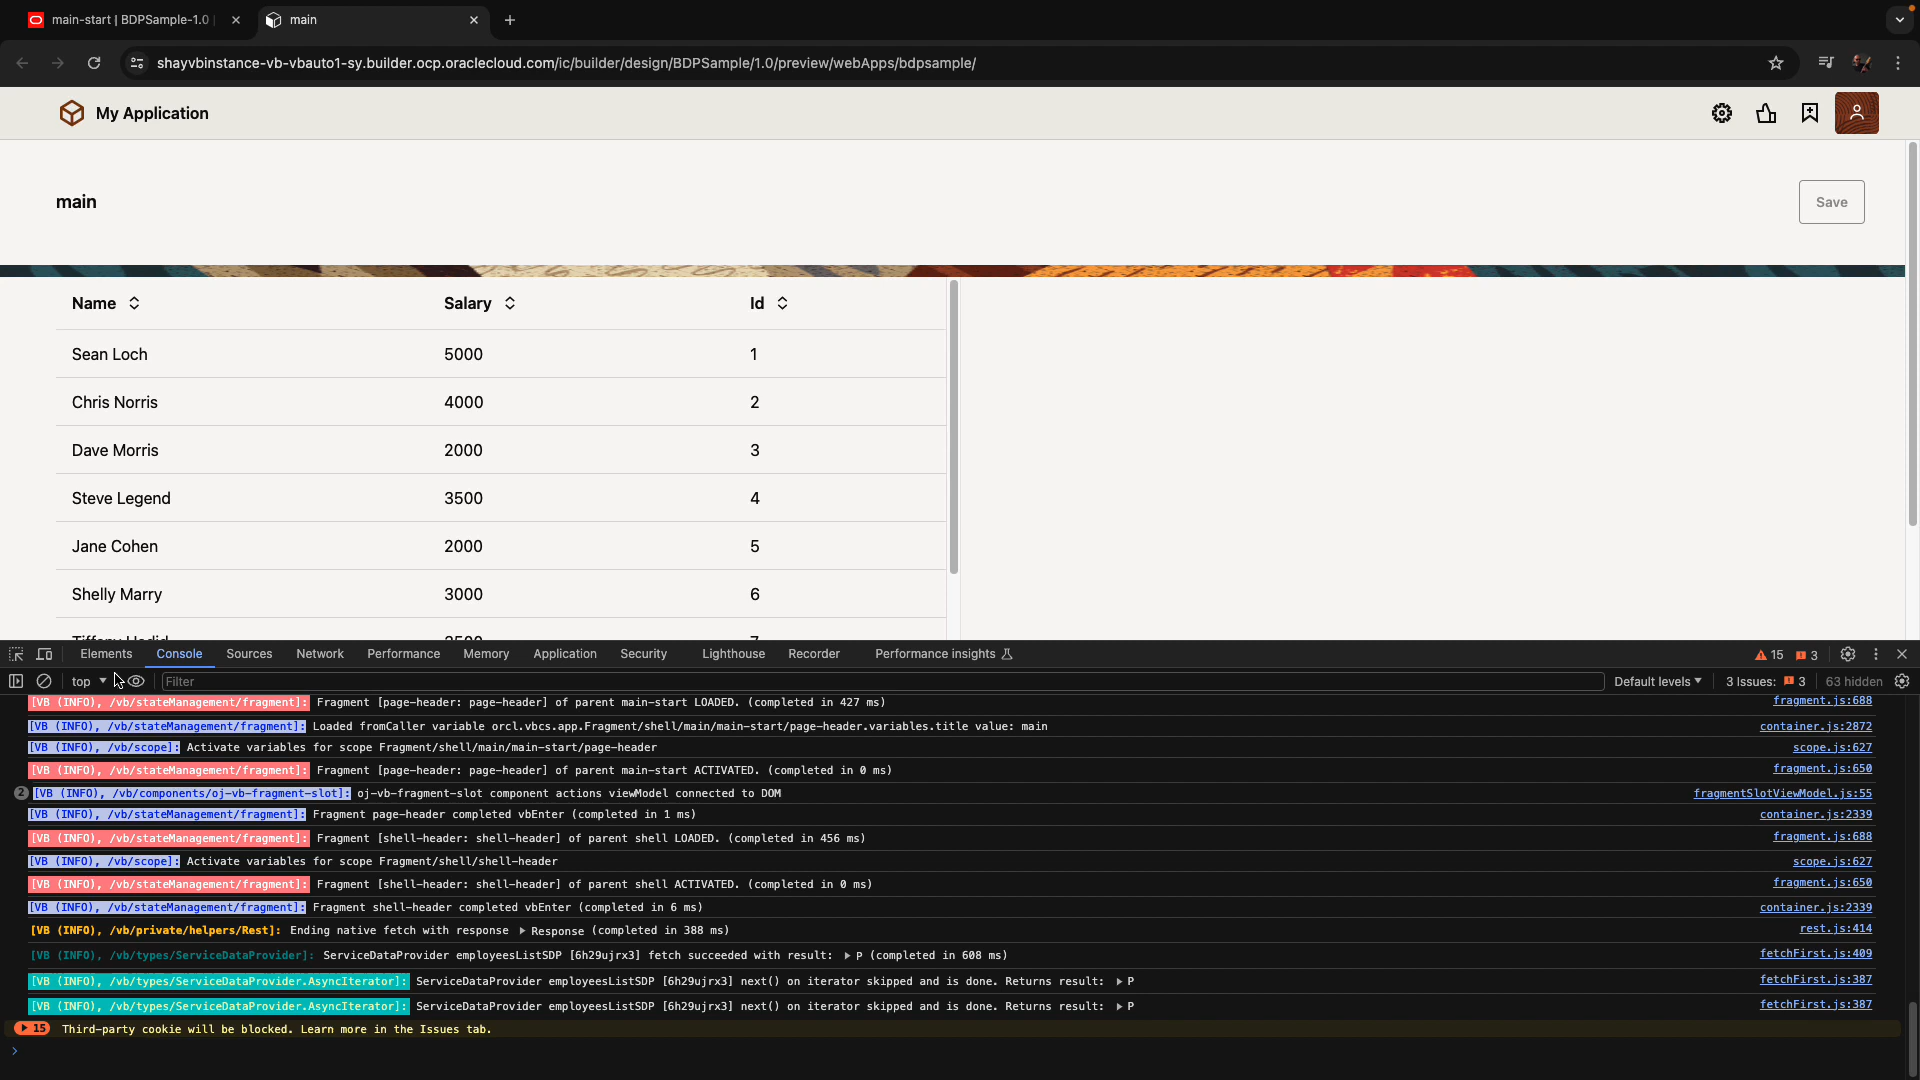 main-start | BDPSample-1.0
main
shayvbinstance-vb-vbauto1-sy.builder.ocp.oraclecloud.com/ic/builder/design/BDPSample/1.0/preview/webApps/bdpsample/
My Application
main
Save
Name Salary Id
Sean Loch 5000 1
Chris Norris 4000 2
Dave Morris 2000 3
Steve Legend 3500 4
Jane Cohen 2000 5
Shelly Marry 3000 6
Elements Console Sources Network Performance Memory Application Security Lighthouse Recorder Performance insights 15 3
top Filter Default levels 3 Issues: 3 63 hidden
[VB (INFO), /vb/stateManagement/fragment]: Fragment [page-header: page-header] of parent main-start LOADED. (completed in 427 ms) fragment.js:688
[VB (INFO), /vb/stateManagement/fragment]: Loaded fromCaller variable orcl.vbcs.app.Fragment/shell/main/main-start/page-header.variables.title value: main container.js:2872
[VB (INFO), /vb/scope]: Activate variables for scope Fragment/shell/main/main-start/page-header scope.js:627
[VB (INFO), /vb/stateManagement/fragment]: Fragment [page-header: page-header] of parent main-start ACTIVATED. (completed in 0 ms) fragment.js:650
2 [VB (INFO), /vb/components/oj-vb-fragment-slot]: oj-vb-fragment-slot component actions viewModel connected to DOM fragmentSlotViewModel.js:55
[VB (INFO), /vb/stateManagement/fragment]: Fragment page-header completed vbEnter (completed in 1 ms) container.js:2339
[VB (INFO), /vb/stateManagement/fragment]: Fragment [shell-header: shell-header] of parent shell LOADED. (completed in 456 ms) fragment.js:688
[VB (INFO), /vb/scope]: Activate variables for scope Fragment/shell/shell-header scope.js:627
[VB (INFO), /vb/stateManagement/fragment]: Fragment [shell-header: shell-header] of parent shell ACTIVATED. (completed in 0 ms) fragment.js:650
[VB (INFO), /vb/stateManagement/fragment]: Fragment shell-header completed vbEnter (completed in 6 ms) container.js:2339
[VB (INFO), /vb/private/helpers/Rest]: Ending native fetch with response ▶ Response (completed in 388 ms) rest.js:414
[VB (INFO), /vb/types/ServiceDataProvider]: ServiceDataProvider employeesListSDP [6h29ujrx3] fetch succeeded with result: ▶ P (completed in 608 ms) fetchFirst.js:409
[VB (INFO), /vb/types/ServiceDataProvider.AsyncIterator]: ServiceDataProvider employeesListSDP [6h29ujrx3] next() on iterator skipped and is done. Returns result: ▶ P fetchFirst.js:387
[VB (INFO), /vb/types/ServiceDataProvider.AsyncIterator]: ServiceDataProvider employeesListSDP [6h29ujrx3] next() on iterator skipped and is done. Returns result: ▶ P fetchFirst.js:387
▶ 15 Third-party cookie will be blocked. Learn more in the Issues tab.